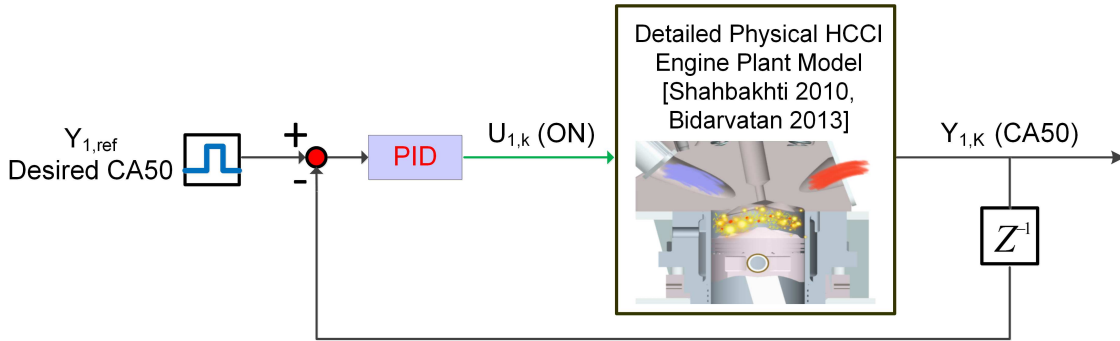 Y1,ref
Desired CA50
+
-
PID
U1,k (ON)
Detailed Physical HCCI
Engine Plant Model
[Shahbakhti 2010,
Bidarvatan 2013]
Y1,K (CA50)
Z-1